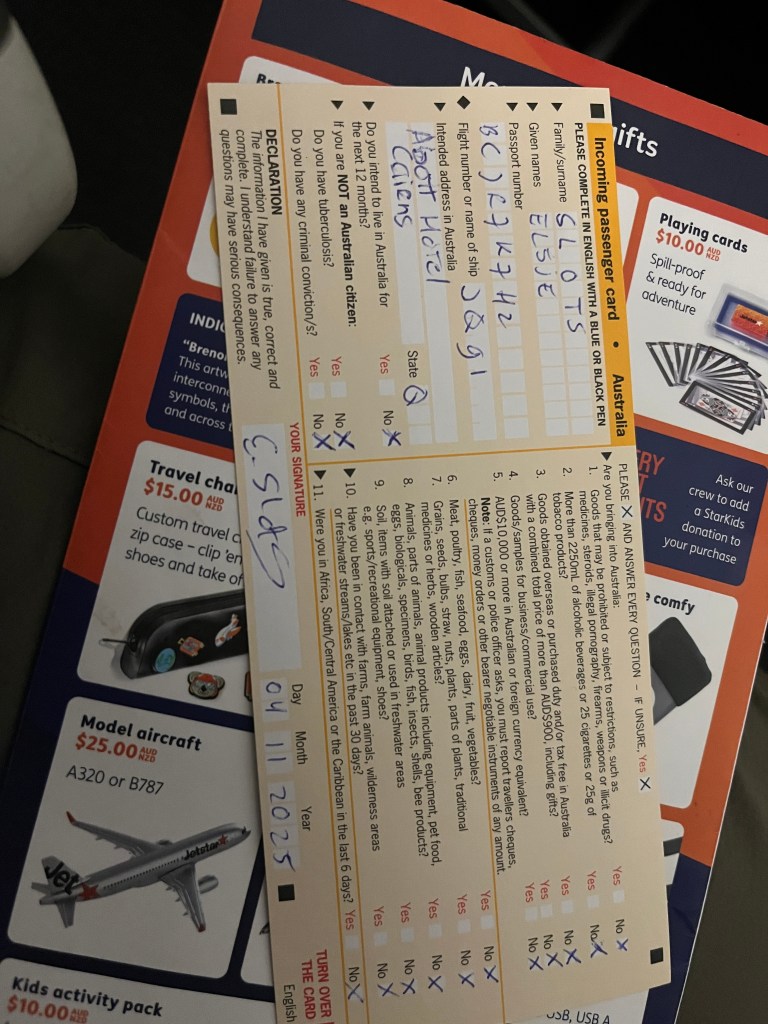 Incoming passenger card • Australia
PLEASE COMPLETE IN ENGLISH WITH A BLUE OR BLACK PEN
Family/surname SLOTS
Given names ELSJE
Passport number
Flight number or name of ship JQ91
Intended address in Australia
Hotel
Cairns
State Q
Do you intend to live in Australia for
the next 12 months? Yes No X
If you are NOT an Australian citizen:
Do you have tuberculosis? Yes No X
Do you have any criminal conviction/s? Yes No X
DECLARATION
The information I have given is true, correct and
complete. I understand failure to answer any
questions may have serious consequences.
PLEASE X AND ANSWER EVERY QUESTION – IF UNSURE, Yes X
Are you bringing into Australia:
1. Goods that may be prohibited or subject to restrictions, such as
medicines, steroids, illegal pornography, firearms, weapons or illicit drugs? Yes No X
2. More than 2250mL of alcoholic beverages or 25 cigarettes or 25g of
tobacco products? Yes No X
3. Goods obtained overseas or purchased duty and/or tax free in Australia
with a combined total price of more than AUD$900, including gifts? Yes No X
4. Goods/samples for business/commercial use? Yes No X
5. AUD$10,000 or more in Australian or foreign currency equivalent? Yes No X
Note: If a customs or police officer asks, you must report travellers cheques,
cheques, money orders or other bearer negotiable instruments of any amount.
6. Meat, poultry, fish, seafood, eggs, dairy, fruit, vegetables? Yes No X
7. Grains, seeds, bulbs, straw, nuts, plants, parts of plants, traditional
medicines or herbs, wooden articles? Yes No X
8. Animals, parts of animals, animal products including equipment, pet food,
eggs, biologicals, specimens, birds, fish, insects, shells, bee products? Yes No X
9. Soil, items with soil attached or used in freshwater areas
e.g. sports/recreational equipment, shoes? Yes No X
10. Have you been in contact with farms, farm animals, wilderness areas
or freshwater streams/lakes etc in the past 30 days? Yes No X
11. Were you in Africa, South/Central America or the Caribbean in the last 6 days? Yes No X
YOUR SIGNATURE
Day Month Year
04 11 2025
TURN OVER
THE CARD
English
gifts
Playing cards
$10.00 AUD NZD
Spill-proof
& ready for
adventure
Ask our
crew to add
a StarKids
donation to
your purchase
comfy
"Breno
This artw
interconn
symbols, th
and across t
Travel cha
$15.00 AUD NZD
Custom travel c
zip case – clip 'en
shoes and take of
Model aircraft
$25.00 AUD NZD
A320 or B787
Jetstar
Jet
Kids activity pack
$10.00 AUD NZD
USB, USB A